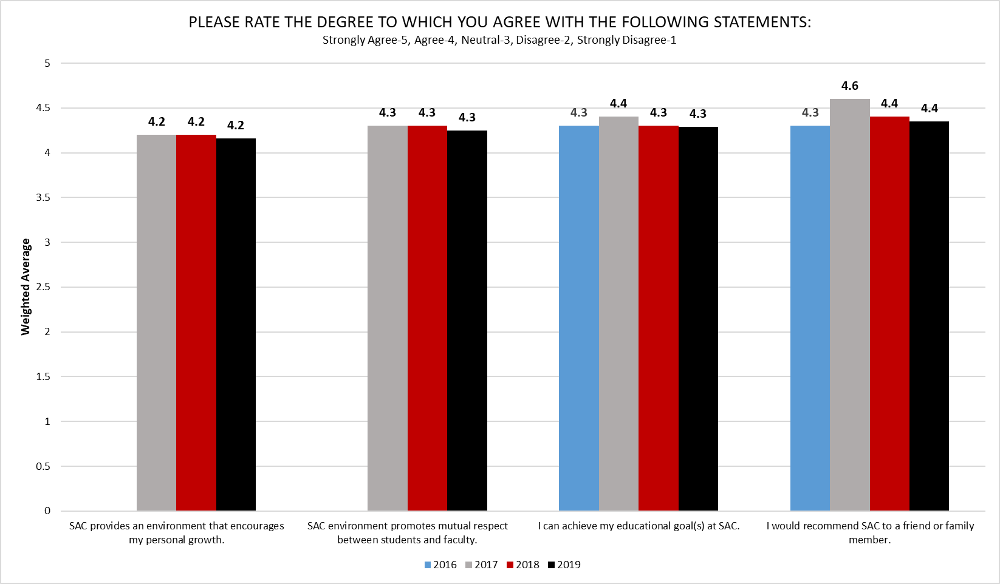 PLEASE RATE THE DEGREE TO WHICH YOU AGREE WITH THE FOLLOWING STATEMENTS:
Strongly Agree-5, Agree-4, Neutral-3, Disagree-2, Strongly Disagree-1
Weighted Average
5
4.5
4
3.5
3
2.5
2
1.5
1
0.5
0
4.2
4.2
4.2
4.3
4.3
4.3
4.3
4.4
4.3
4.3
4.3
4.6
4.4
4.4
SAC provides an environment that encourages
my personal growth.
SAC environment promotes mutual respect
between students and faculty.
I can achieve my educational goal(s) at SAC.
I would recommend SAC to a friend or family
member.
2016 2017 2018 2019